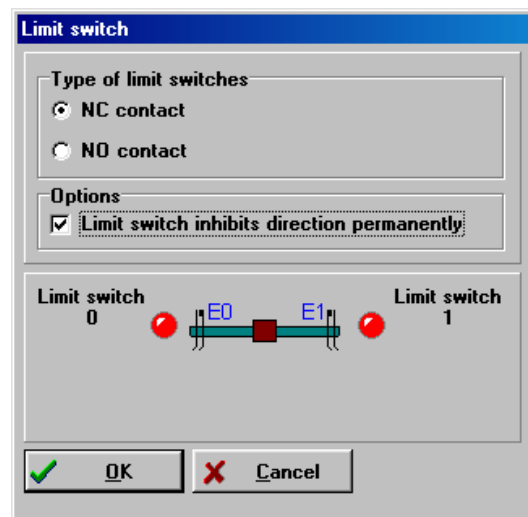 Limit switch
Type of limit switches
NC contact
NO contact
Options
Limit switch inhibits direction permanently
Limit switch
0
E0
E1
Limit switch
1
OK
Cancel